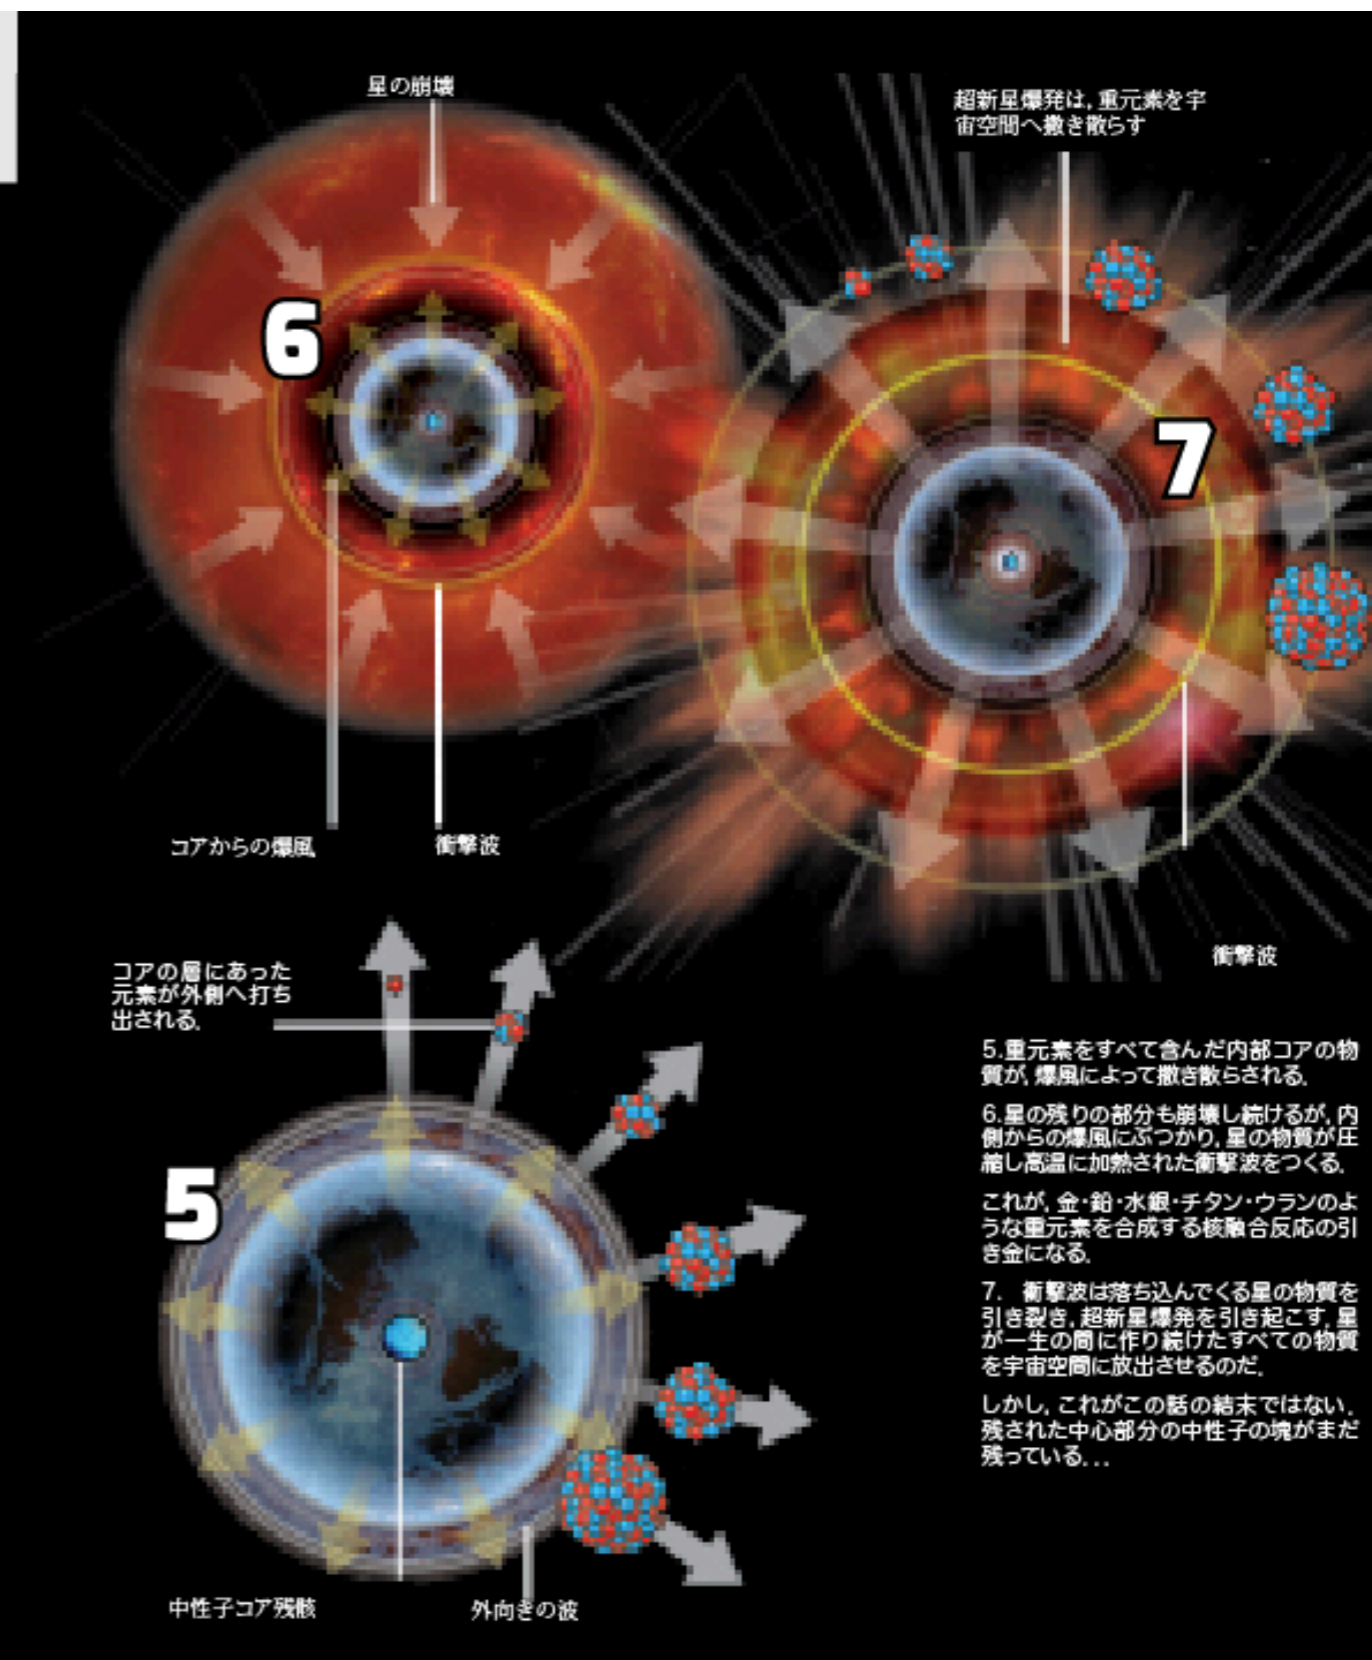 星の崩壊
超新星爆発は，重元素を宇
宙空間へ撒き散らす
6
7
コアからの爆風
衝撃波
衝撃波
コアの層にあった
元素が外側へ打ち
出される．
5
中性子コア残骸
外向きの波
5.重元素をすべて含んだ内部コアの物
質が，爆風によって撒き散らされる．
6.星の残りの部分も崩壊し続けるが，内
側からの爆風にぶつかり，星の物質が圧
縮し高温に加熱された衝撃波をつくる．
これが，金・鉛・水銀・チタン・ウランのよ
うな重元素を合成する核融合反応の引
き金になる．
7. 衝撃波は落ち込んでくる星の物質を
引き裂き，超新星爆発を引き起こす，星
が一生の間に作り続けたすべての物質
を宇宙空間に放出させるのだ．
しかし，これがこの話の結末ではない．
残された中心部分の中性子の塊がまだ
残っている...